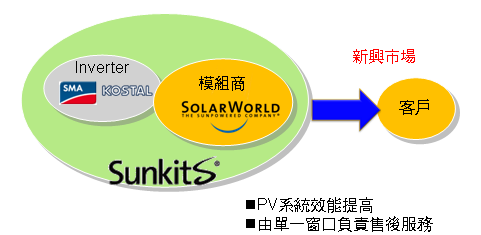 新興市場
Inverter
SMA
KOSTAL
模組商
SOLARWORLD
THE SUNPOWERED COMPANY®
客戶
Sunkits®
■PV系統效能提高
■由單一窗口負責售後服務